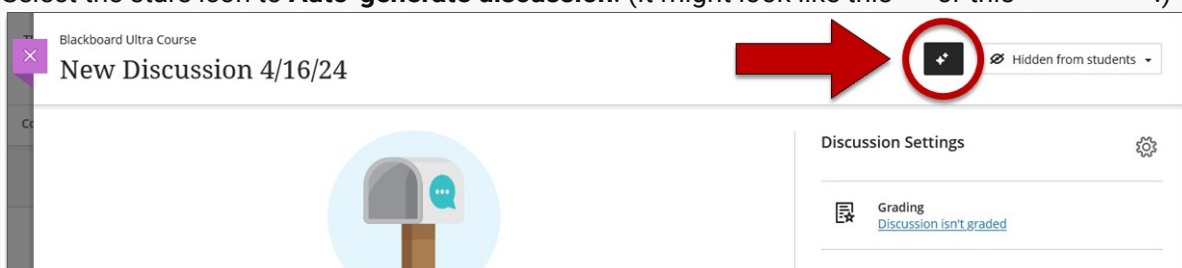 Select the stars icon to Auto-generate discussion. (It might look like this or this .)
Blackboard Ultra Course
New Discussion 4/16/24
Hidden from students
Discussion Settings
Grading
Discussion isn't graded